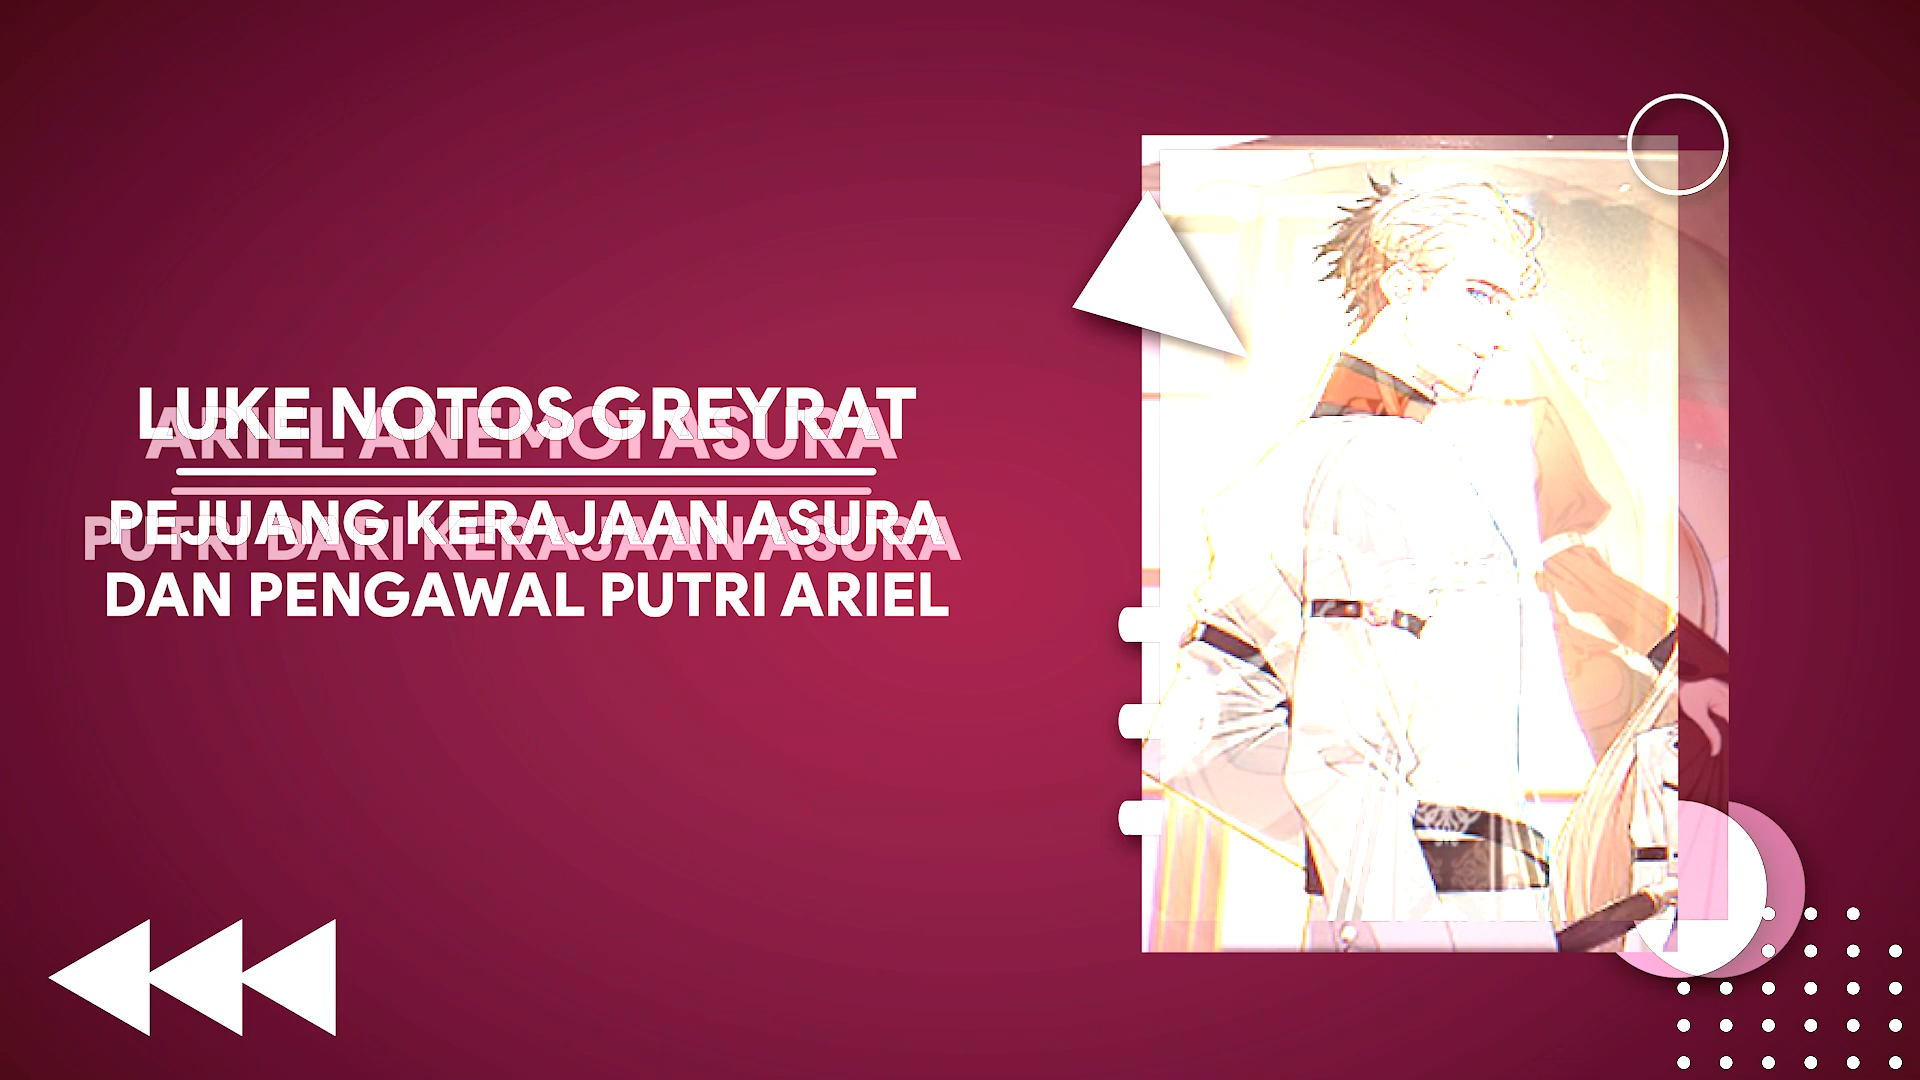 LUKE NOTOS GREYRAT
ARIEL ANEMOI ASURA
PEJUANG KERAJAAN ASURA
PUTRI DARI KERAJAAN ASURA
DAN PENGAWAL PUTRI ARIEL